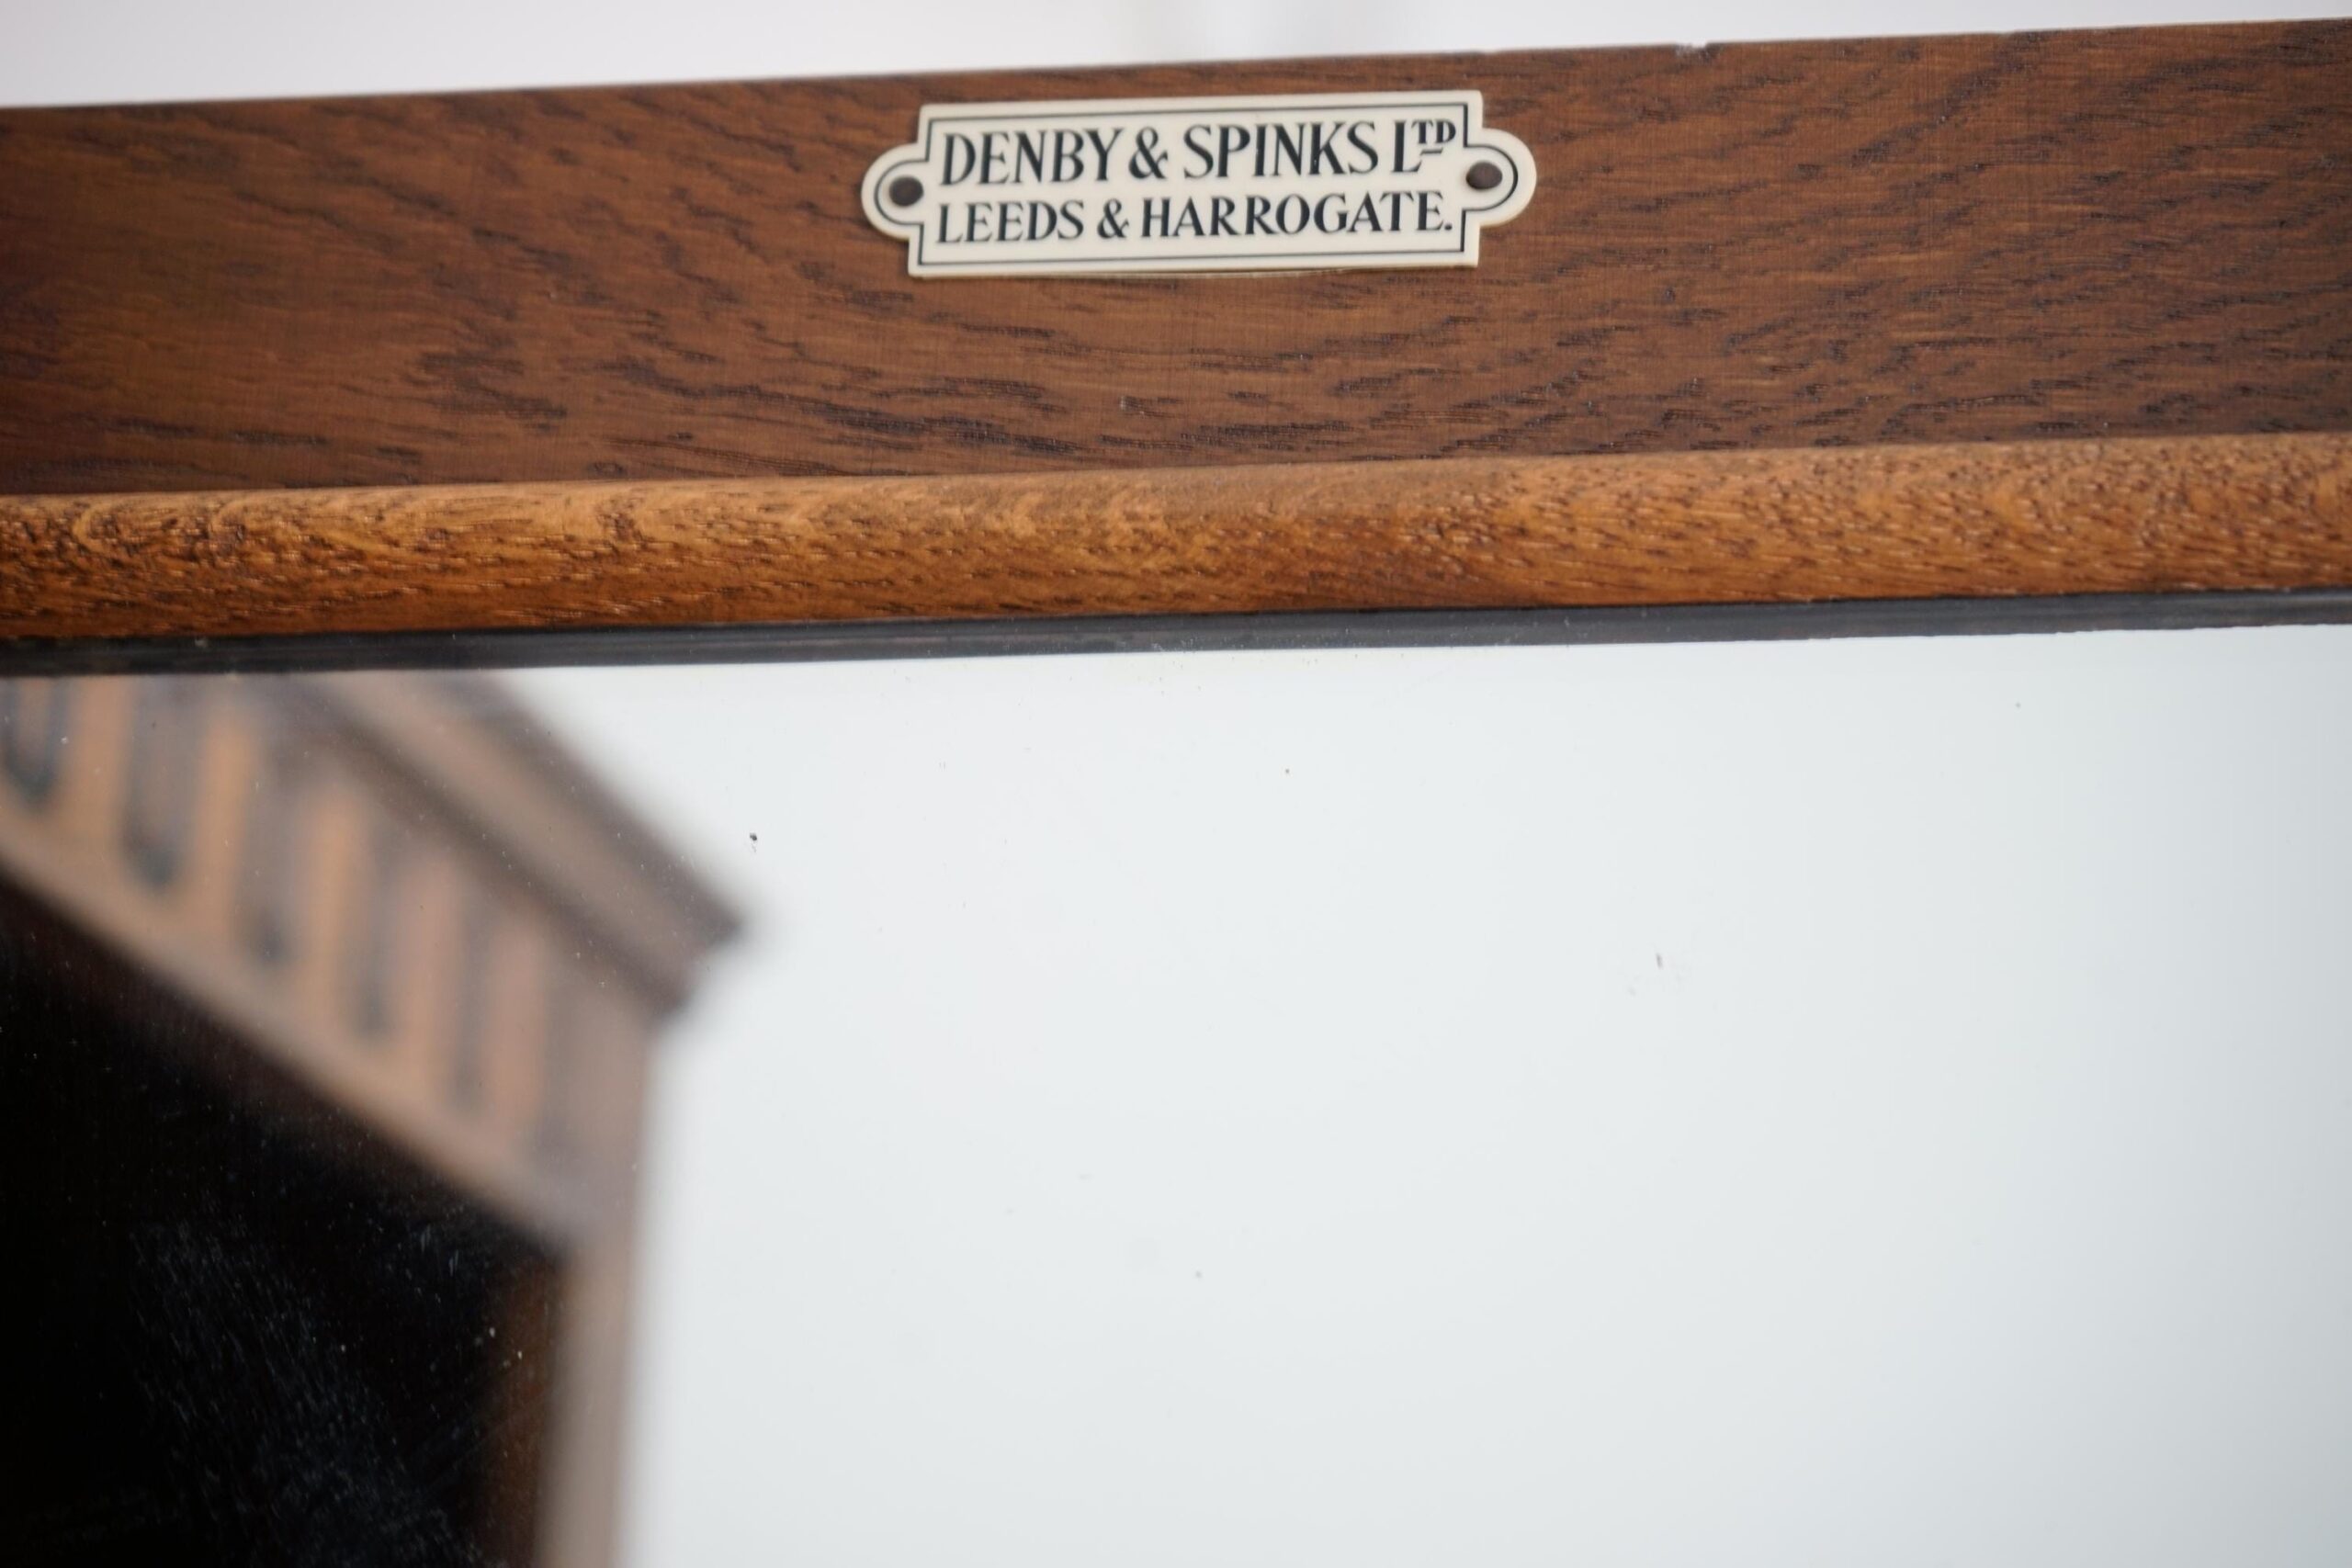 DENBY & SPINKS LTD
LEEDS & HARROGATE.